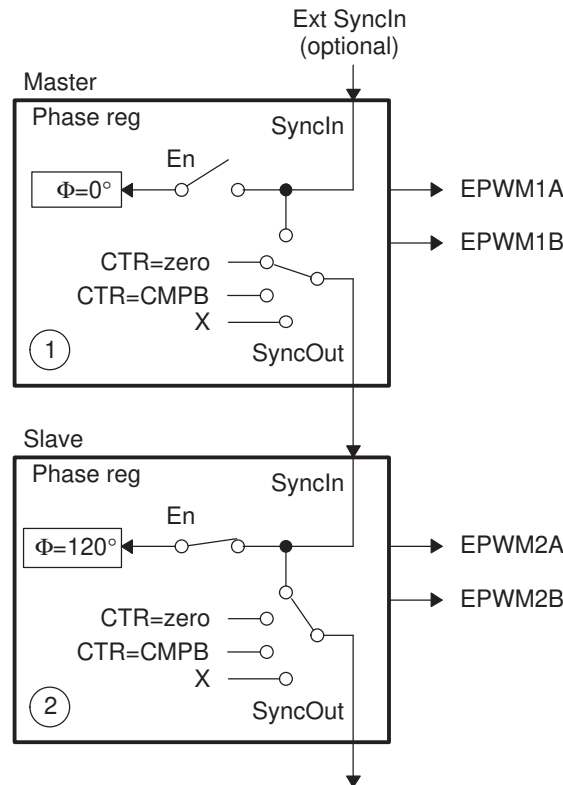 Ext SyncIn
(optional)
Master
Phase reg
SyncIn
En
Φ=0°
EPWM1A
EPWM1B
CTR=zero
CTR=CMPB
X
1
SyncOut
Slave
Phase reg
SyncIn
En
Φ=120°
EPWM2A
EPWM2B
CTR=zero
CTR=CMPB
X
2
SyncOut